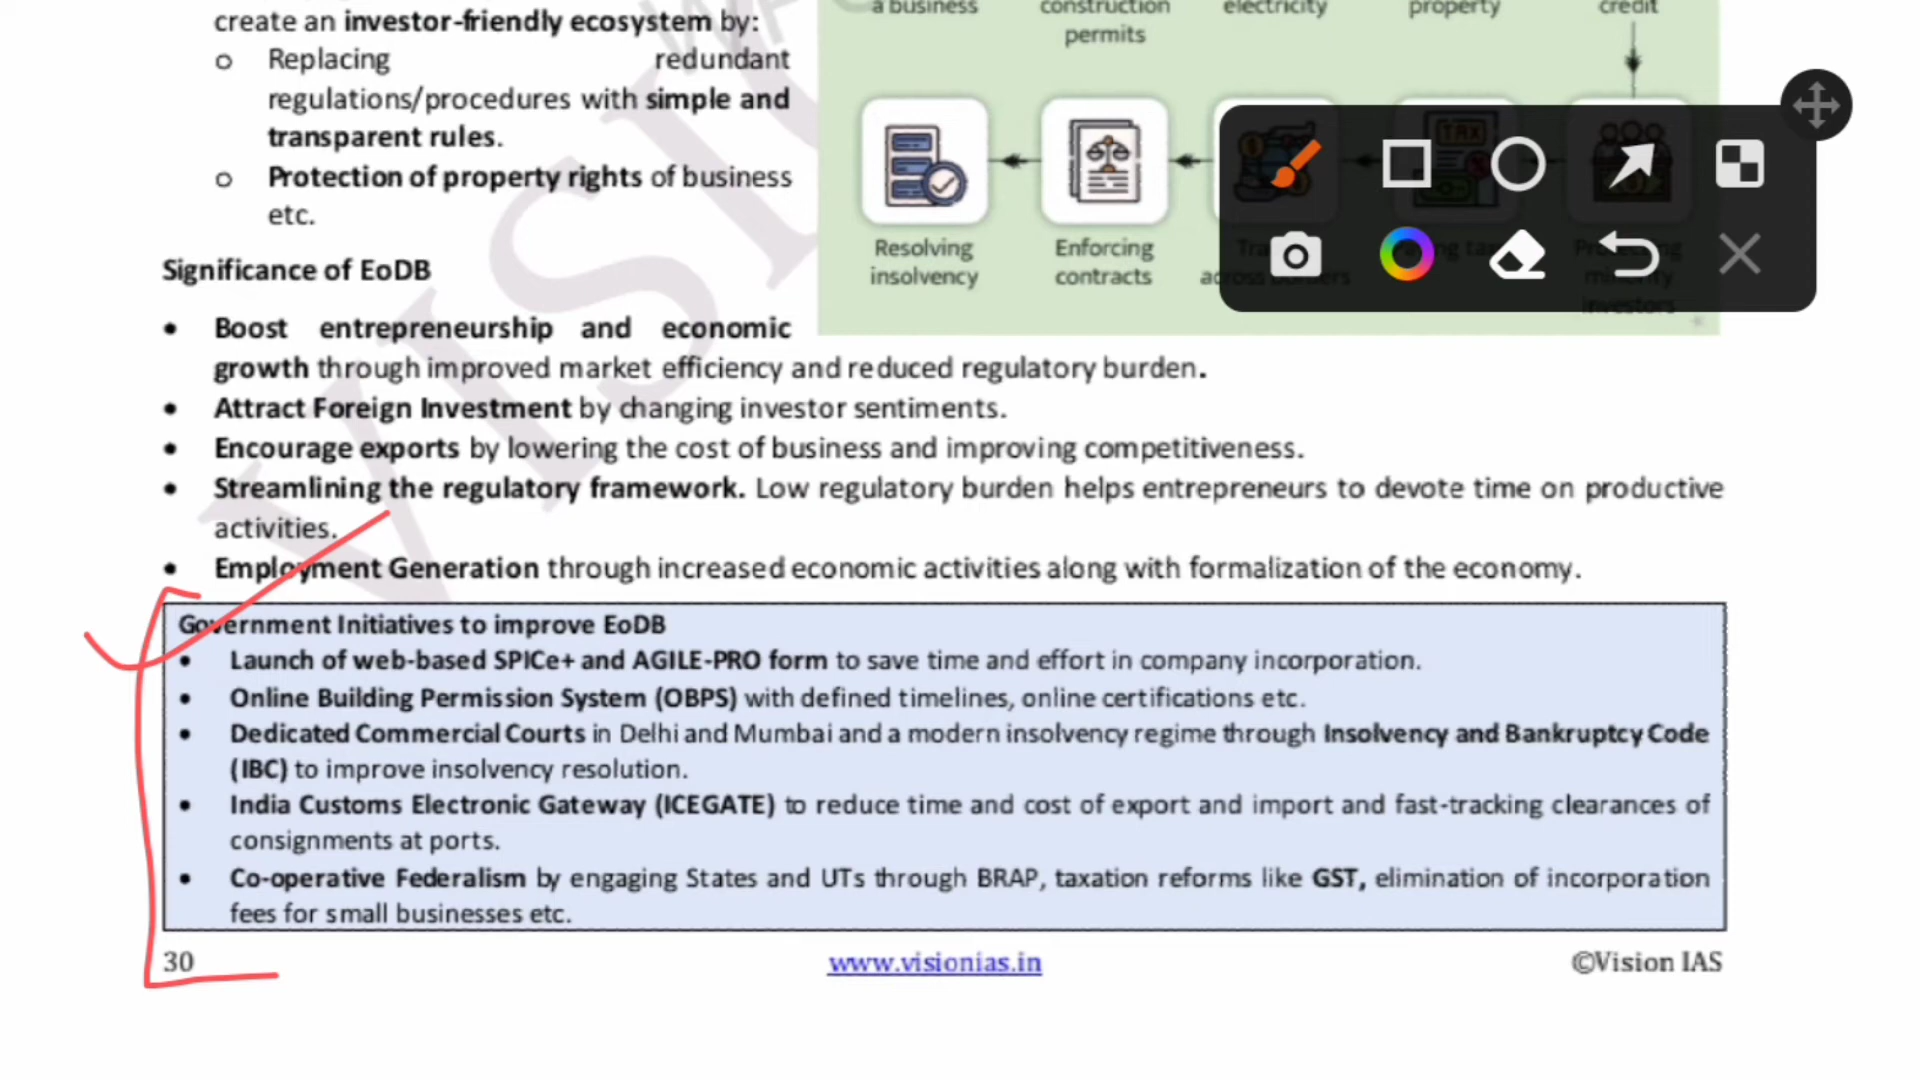 create an investor-friendly ecosystem by:
o Replacing redundant
regulations/procedures with simple and
transparent rules.
o Protection of property rights of business
etc.
a business
construction
permits
electricity
property
credit
Resolving
insolvency
Enforcing
contracts
minority
investors
Significance of EoDB
• Boost entrepreneurship and economic
growth through improved market efficiency and reduced regulatory burden.
• Attract Foreign Investment by changing investor sentiments.
• Encourage exports by lowering the cost of business and improving competitiveness.
• Streamlining the regulatory framework. Low regulatory burden helps entrepreneurs to devote time on productive
activities.
• Employment Generation through increased economic activities along with formalization of the economy.
Government Initiatives to improve EoDB
• Launch of web-based SPICe+ and AGILE-PRO form to save time and effort in company incorporation.
• Online Building Permission System (OBPS) with defined timelines, online certifications etc.
• Dedicated Commercial Courts in Delhi and Mumbai and a modern insolvency regime through Insolvency and Bankruptcy Code
(IBC) to improve insolvency resolution.
• India Customs Electronic Gateway (ICEGATE) to reduce time and cost of export and import and fast-tracking clearances of
consignments at ports.
• Co-operative Federalism by engaging States and UTs through BRAP, taxation reforms like GST, elimination of incorporation
fees for small businesses etc.
30
www.visionias.in
©Vision IAS